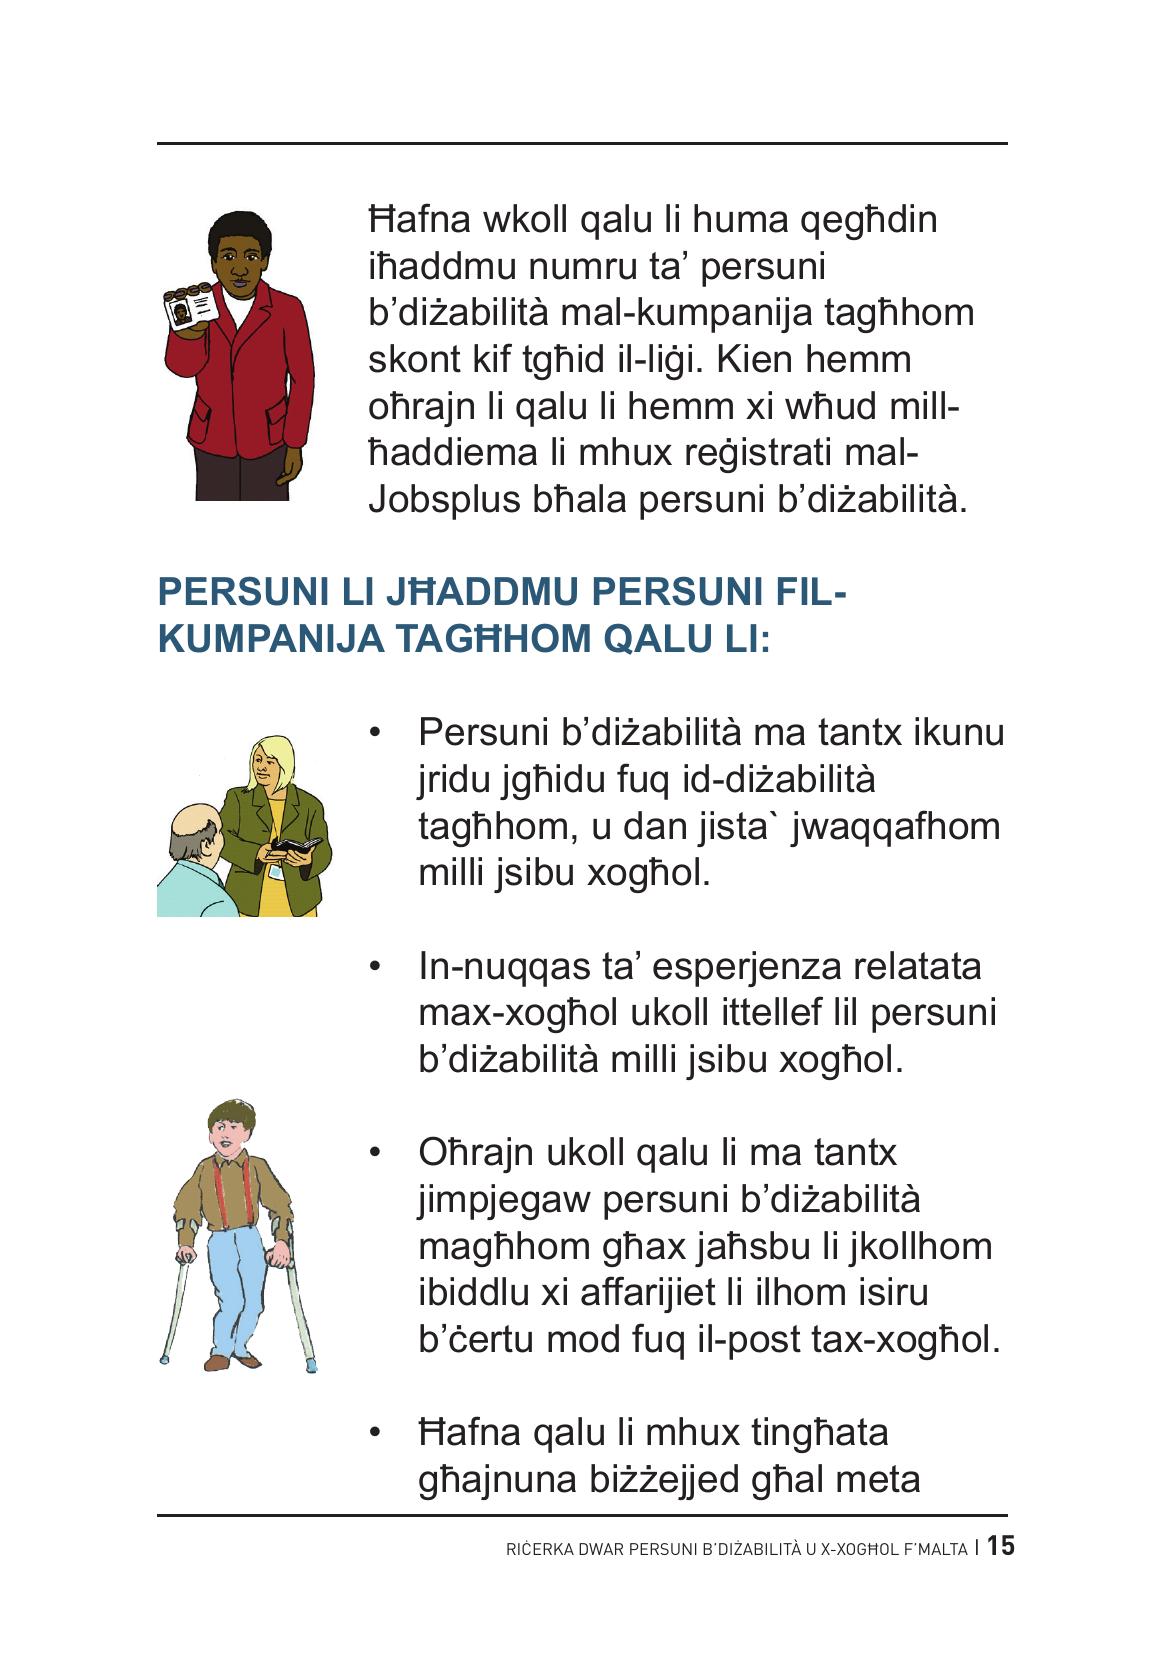 Ħafna wkoll qalu li huma qegħdin
iħaddmu numru ta’ persuni
b’diżabilità mal-kumpanija tagħhom
skont kif tgħid il-liġi. Kien hemm
oħrajn li qalu li hemm xi wħud mill-
ħaddiema li mhux reġistrati mal-
Jobsplus bħala persuni b’diżabilità.
PERSUNI LI JĦADDMU PERSUNI FIL-
KUMPANIJA TAGĦHOM QALU LI:
• Persuni b’diżabilità ma tantx ikunu
jridu jgħidu fuq id-diżabilità
tagħhom, u dan jista` jwaqqafhom
milli jsibu xogħol.
• In-nuqqas ta’ esperjenza relatata
max-xogħol ukoll ittellef lil persuni
b’diżabilità milli jsibu xogħol.
• Oħrajn ukoll qalu li ma tantx
jimpjegaw persuni b’diżabilità
magħhom għax jaħsbu li jkollhom
ibiddlu xi affarijiet li ilhom isiru
b’ċertu mod fuq il-post tax-xogħol.
• Ħafna qalu li mhux tingħata
għajnuna biżżejjed għal meta
RIĊERKA DWAR PERSUNI B’DIŻABILITÀ U X-XOGĦOL F’MALTA | 15